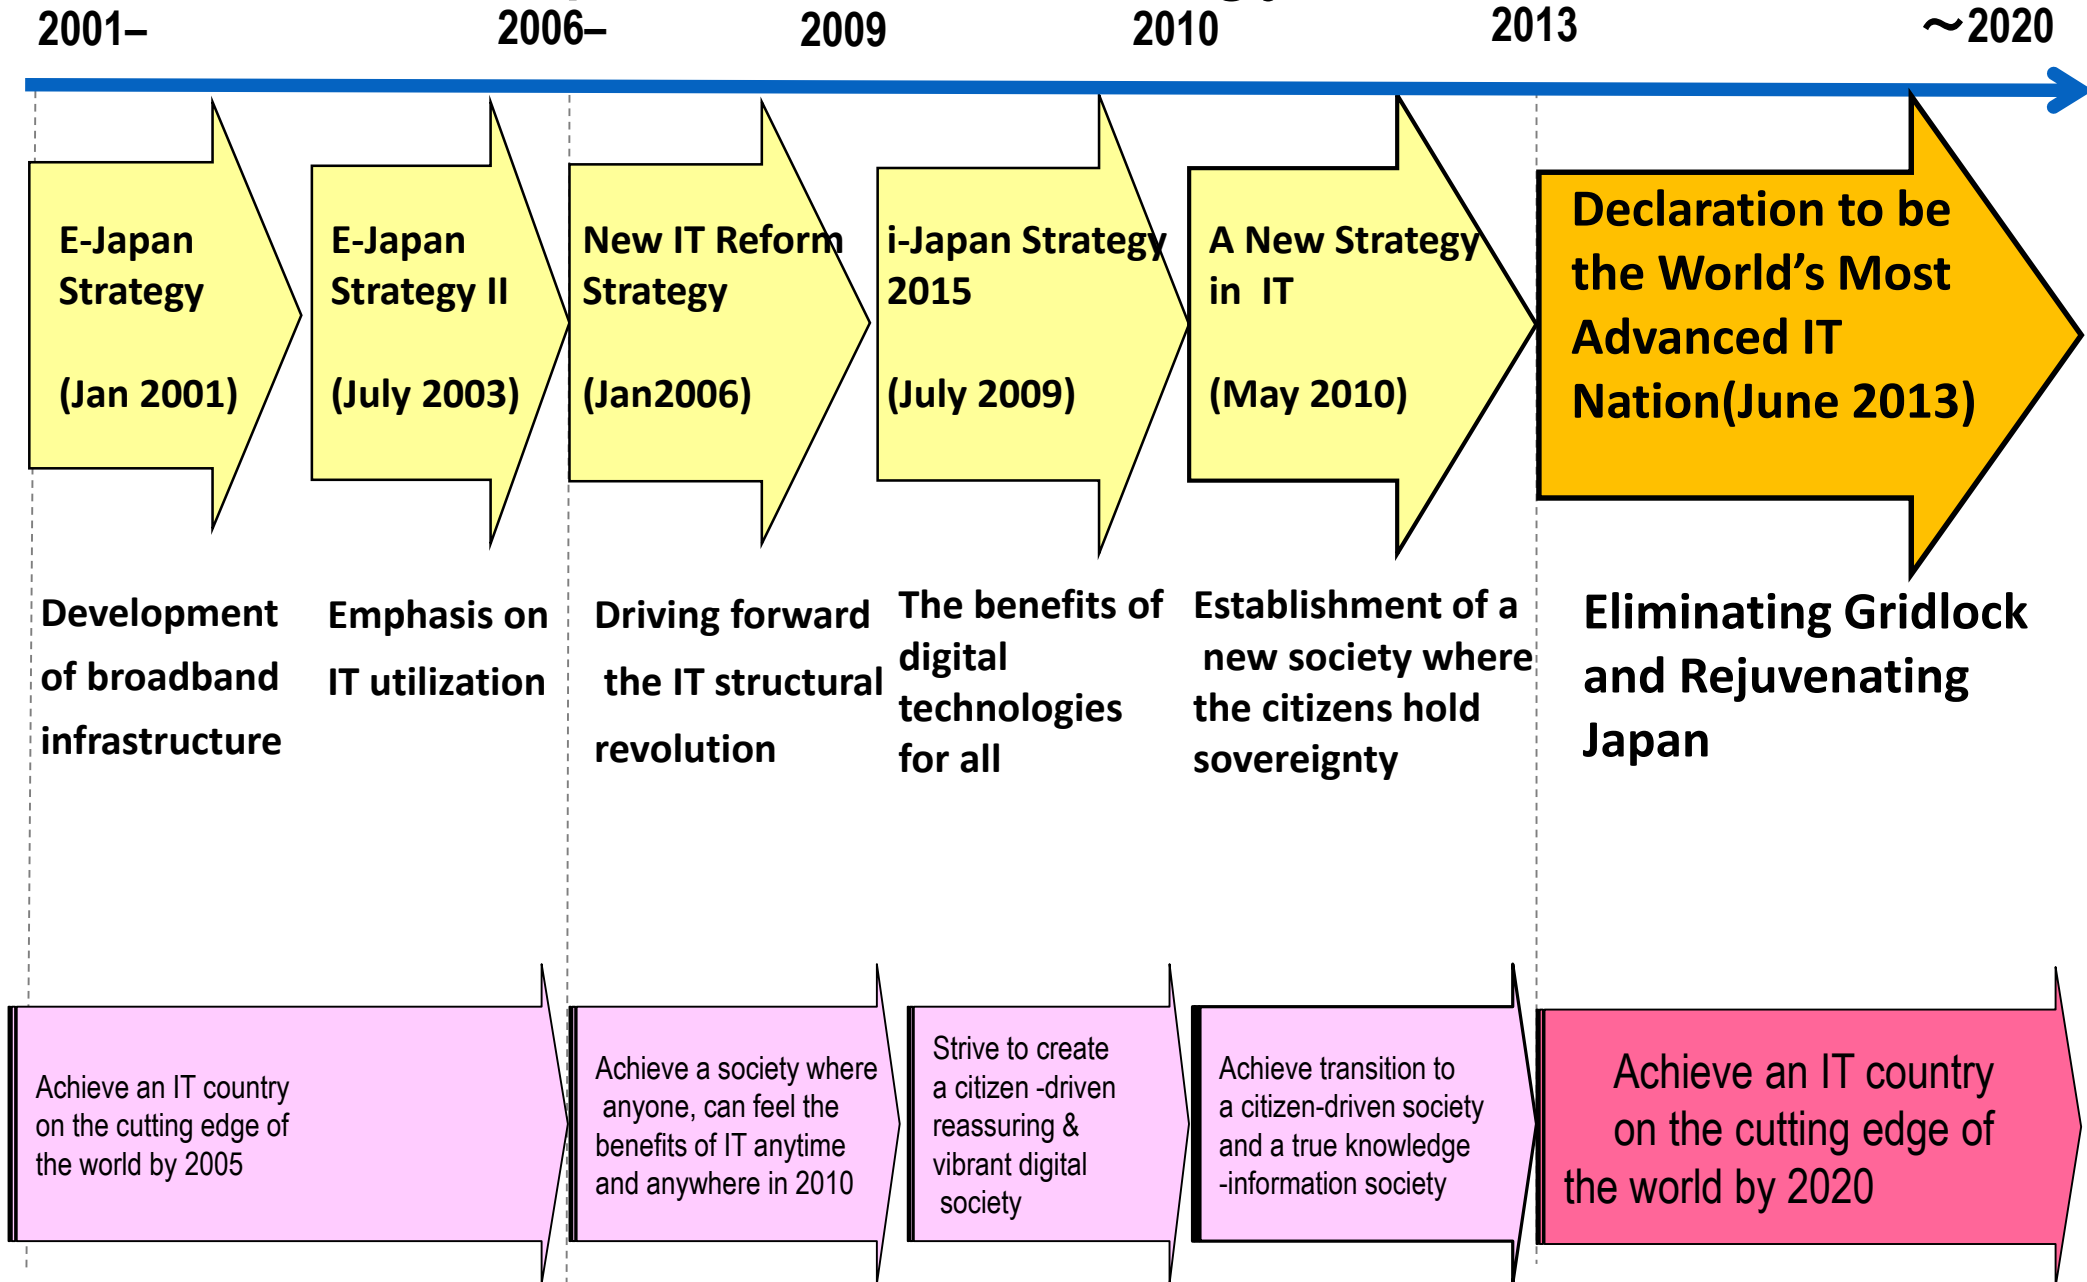 2001–
2006–
2009
2010
2013
～2020
E-Japan
Strategy
(Jan 2001)
E-Japan
Strategy II
(July 2003)
New IT Reform
Strategy
(Jan2006)
i-Japan Strategy
2015
(July 2009)
A New Strategy
in IT
(May 2010)
Declaration to be
the World’s Most
Advanced IT
Nation(June 2013)
Development
of broadband
infrastructure
Emphasis on
IT utilization
Driving forward
the IT structural
revolution
The benefits of
digital
technologies
for all
Establishment of a
new society where
the citizens hold
sovereignty
Eliminating Gridlock
and Rejuvenating
Japan
Achieve an IT country
on the cutting edge of
the world by 2005
Achieve a society where
anyone, can feel the
benefits of IT anytime
and anywhere in 2010
Strive to create
a citizen -driven
reassuring &
vibrant digital
society
Achieve transition to
a citizen-driven society
and a true knowledge
-information society
Achieve an IT country
on the cutting edge of
the world by 2020